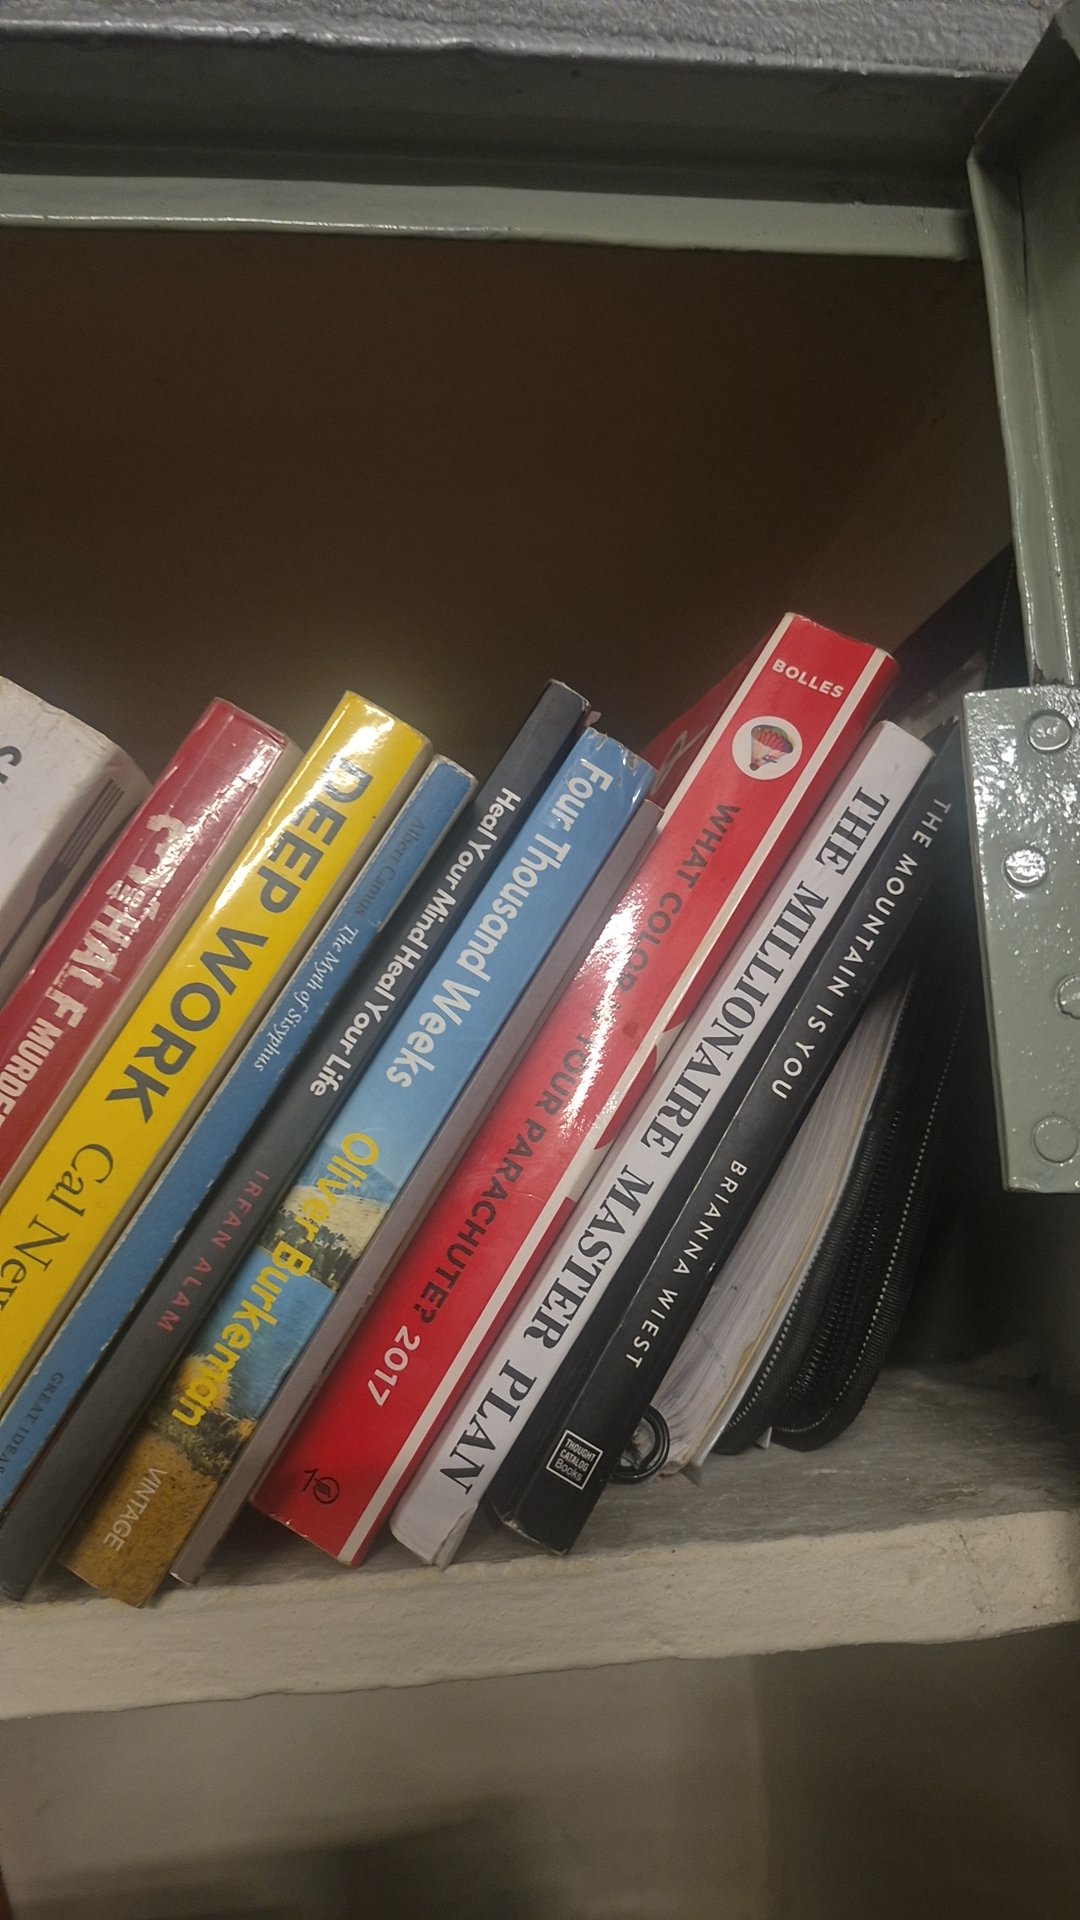 HALF MURDER
DEEP WORK Cal New
Albert Camus The Myth of Sisyphus GREAT IDEAS
Heal Your Mind Heal Your Life IRFAN ALAM
Four Thousand Weeks Oliver Burkeman VINTAGE
BOLLES WHAT COLOR IS YOUR PARACHUTE? 2017
THE MILLIONAIRE MASTER PLAN
THE MOUNTAIN IS YOU BRIANNA WIEST
THOUGHT
CATALOG
Books